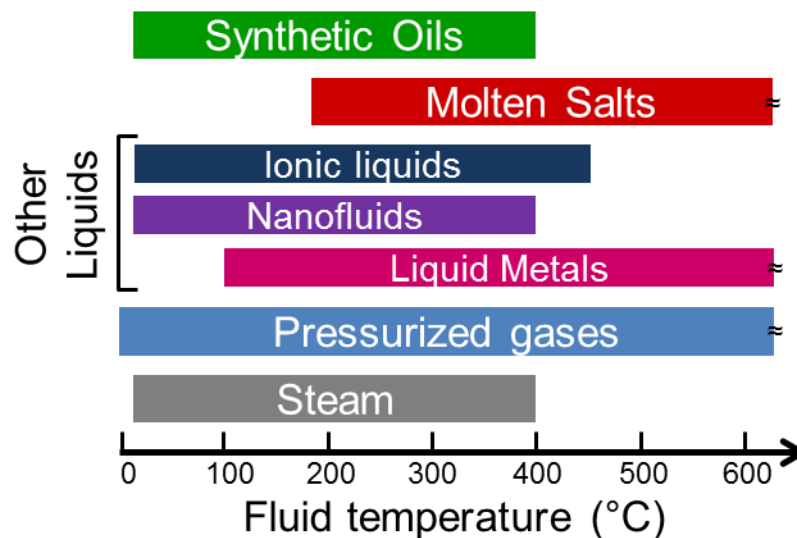 Synthetic Oils
Molten Salts
≈
Other
Liquids
Ionic liquids
Nanofluids
Liquid Metals
≈
Pressurized gases
≈
Steam
0 100 200 300 400 500 600
Fluid temperature (°C)